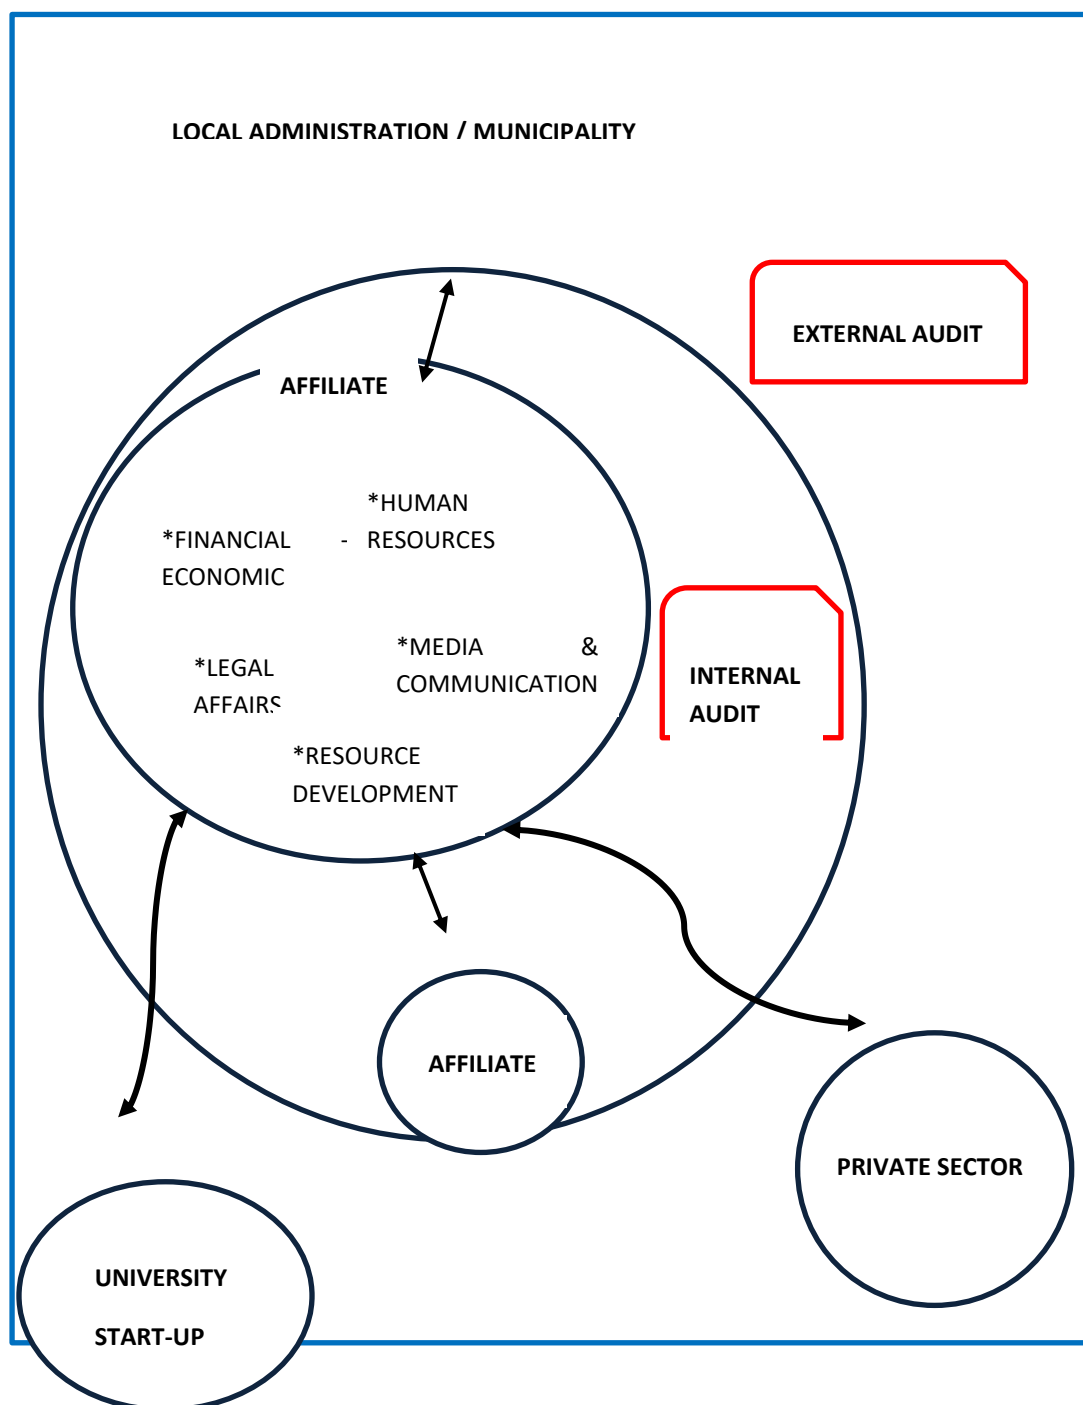 LOCAL ADMINISTRATION / MUNICIPALITY
EXTERNAL AUDIT
AFFILIATE
*HUMAN
RESOURCES
*FINANCIAL -
ECONOMIC
*MEDIA &
COMMUNICATION
*LEGAL
AFFAIRS
INTERNAL
AUDIT
*RESOURCE
DEVELOPMENT
AFFILIATE
PRIVATE SECTOR
UNIVERSITY
START-UP